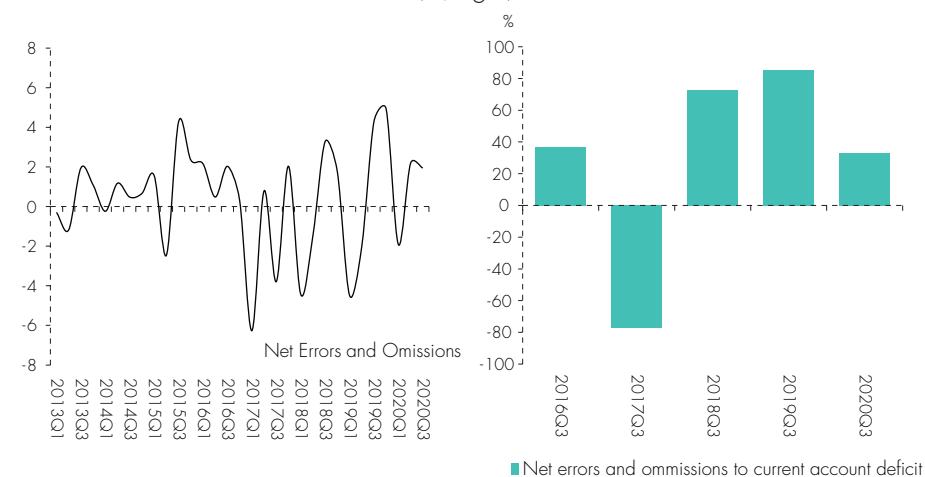 8
6
4
2
0
-2
-4
-6
-8
Net Errors and Omissions
2013Q1
2013Q3
2014Q1
2014Q3
2015Q1
2015Q3
2016Q1
2016Q3
2017Q1
2017Q3
2018Q1
2018Q3
2019Q1
2019Q3
2020Q1
2020Q3
%
100
80
60
40
20
0
-20
-40
-60
-80
-100
2016Q3
2017Q3
2018Q3
2019Q3
2020Q3
Net errors and ommissions to current account deficit